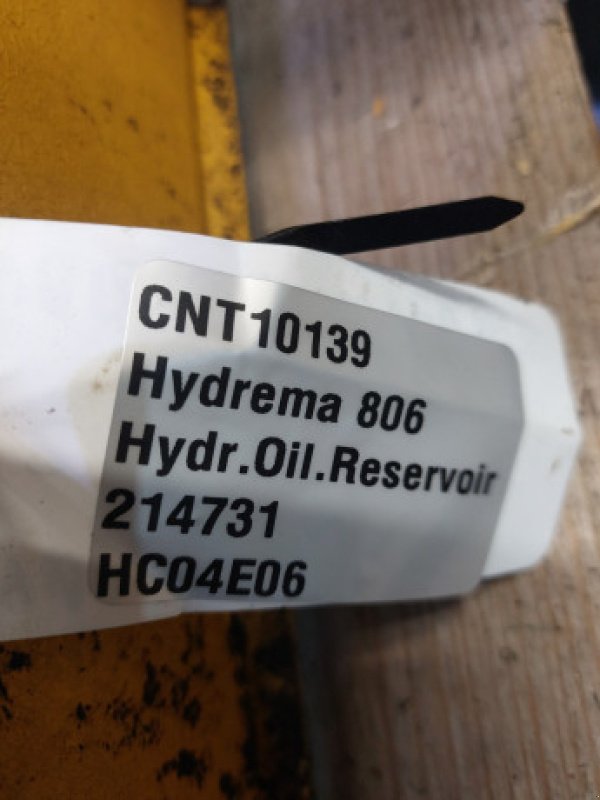 CNT10139
Hydrema 806
Hydr.Oil.Reservoir
214731
HC04E06